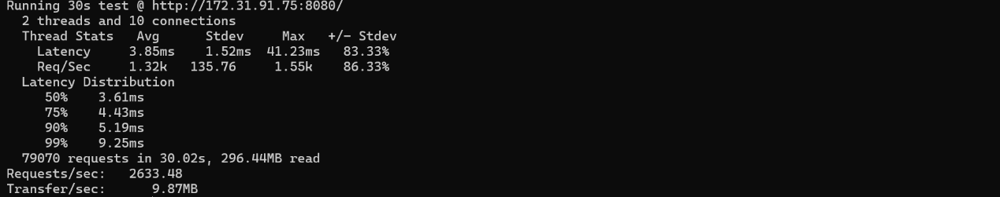 Running 30s test @ http://172.31.91.75:8080/
  2 threads and 10 connections
  Thread Stats   Avg      Stdev     Max   +/- Stdev
    Latency     3.85ms    1.52ms  41.23ms   83.33%
    Req/Sec     1.32k   135.76     1.55k    86.33%
  Latency Distribution
     50%    3.61ms
     75%    4.43ms
     90%    5.19ms
     99%    9.25ms
  79070 requests in 30.02s, 296.44MB read
Requests/sec:   2633.48
Transfer/sec:      9.87MB